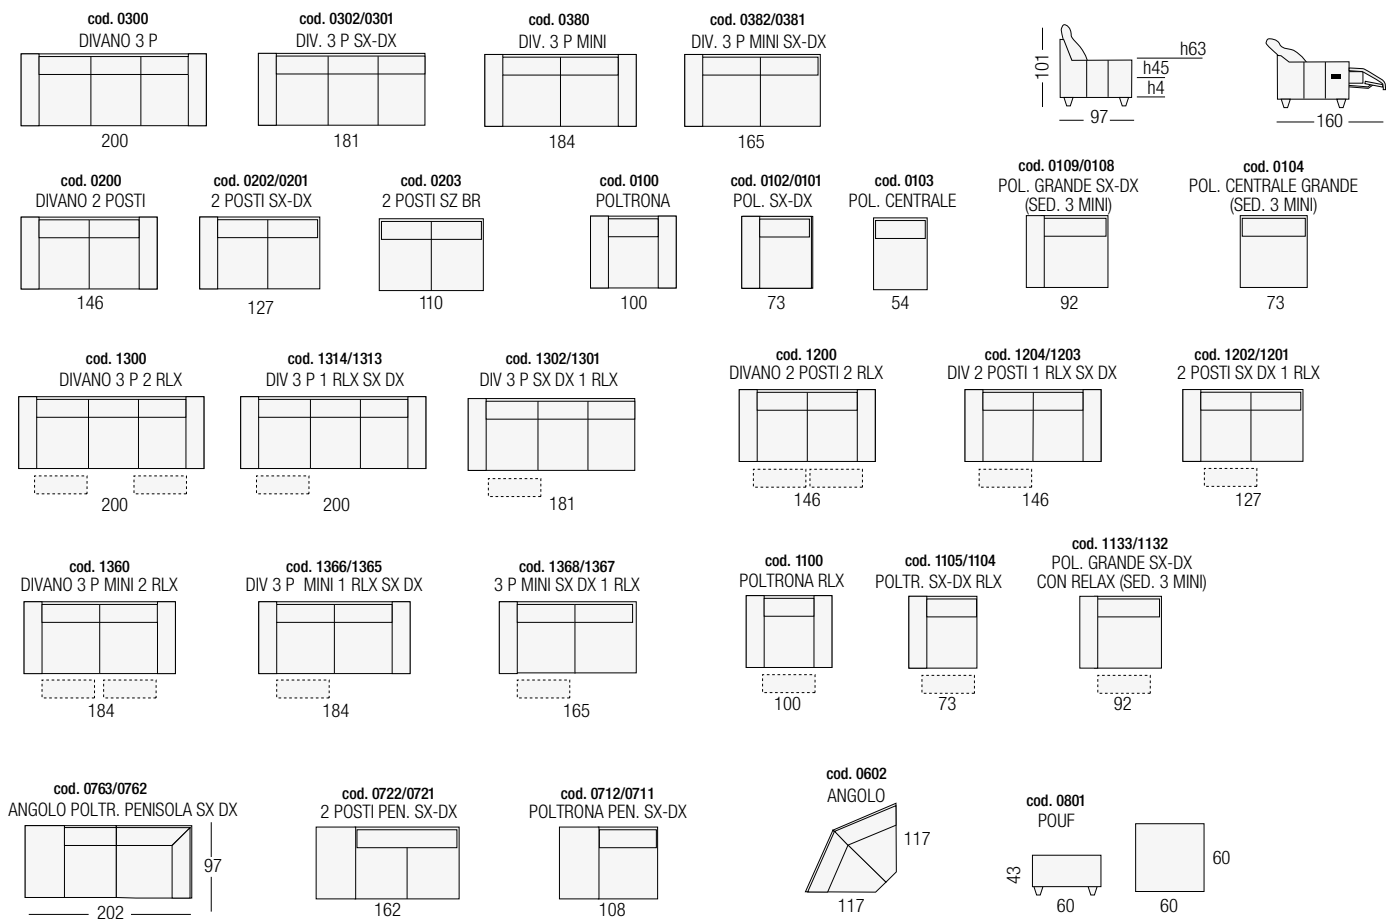 cod. 0300
DIVANO 3 P
200
cod. 0302/0301
DIV. 3 P SX-DX
181
cod. 0380
DIV. 3 P MINI
184
cod. 0382/0381
DIV. 3 P MINI SX-DX
165
101
97
h63
h45
h4
160
cod. 0200
DIVANO 2 POSTI
146
cod. 0202/0201
2 POSTI SX-DX
127
cod. 0203
2 POSTI SZ BR
110
cod. 0100
POLTRONA
100
cod. 0102/0101
POL. SX-DX
73
cod. 0103
POL. CENTRALE
54
cod. 0109/0108
POL. GRANDE SX-DX
(SED. 3 MINI)
92
cod. 0104
POL. CENTRALE GRANDE
(SED. 3 MINI)
73
cod. 1300
DIVANO 3 P 2 RLX
200
cod. 1314/1313
DIV 3 P 1 RLX SX DX
200
cod. 1302/1301
DIV 3 P SX DX 1 RLX
181
cod. 1200
DIVANO 2 POSTI 2 RLX
146
cod. 1204/1203
DIV 2 POSTI 1 RLX SX DX
146
cod. 1202/1201
2 POSTI SX DX 1 RLX
127
cod. 1360
DIVANO 3 P MINI 2 RLX
184
cod. 1366/1365
DIV 3 P MINI 1 RLX SX DX
184
cod. 1368/1367
3 P MINI SX DX 1 RLX
165
cod. 1100
POLTRONA RLX
100
cod. 1105/1104
POLTR. SX-DX RLX
73
cod. 1133/1132
POL. GRANDE SX-DX
CON RELAX (SED. 3 MINI)
92
cod. 0763/0762
ANGOLO POLTR. PENISOLA SX DX
97
202
cod. 0722/0721
2 POSTI PEN. SX-DX
162
cod. 0712/0711
POLTRONA PEN. SX-DX
108
cod. 0602
ANGOLO
117
117
cod. 0801
POUF
43
60
60
60